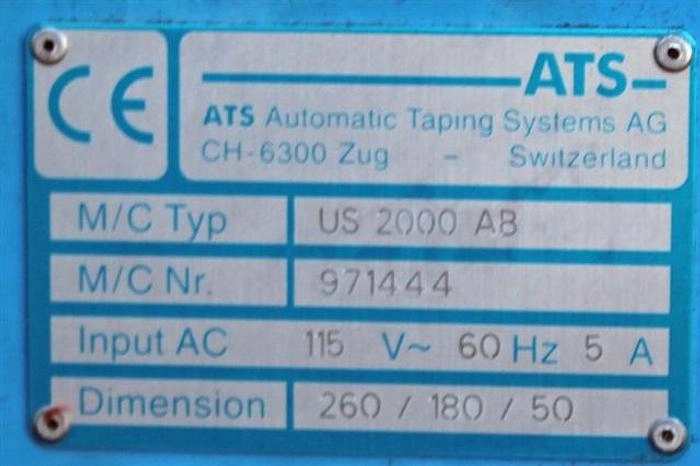 CE
ATS
ATS Automatic Taping Systems AG
CH-6300 Zug - Switzerland
M/C Typ US 2000 AB
M/C Nr. 971444
Input AC 115 V~ 60 Hz 5 A
Dimension 260 / 180 / 50